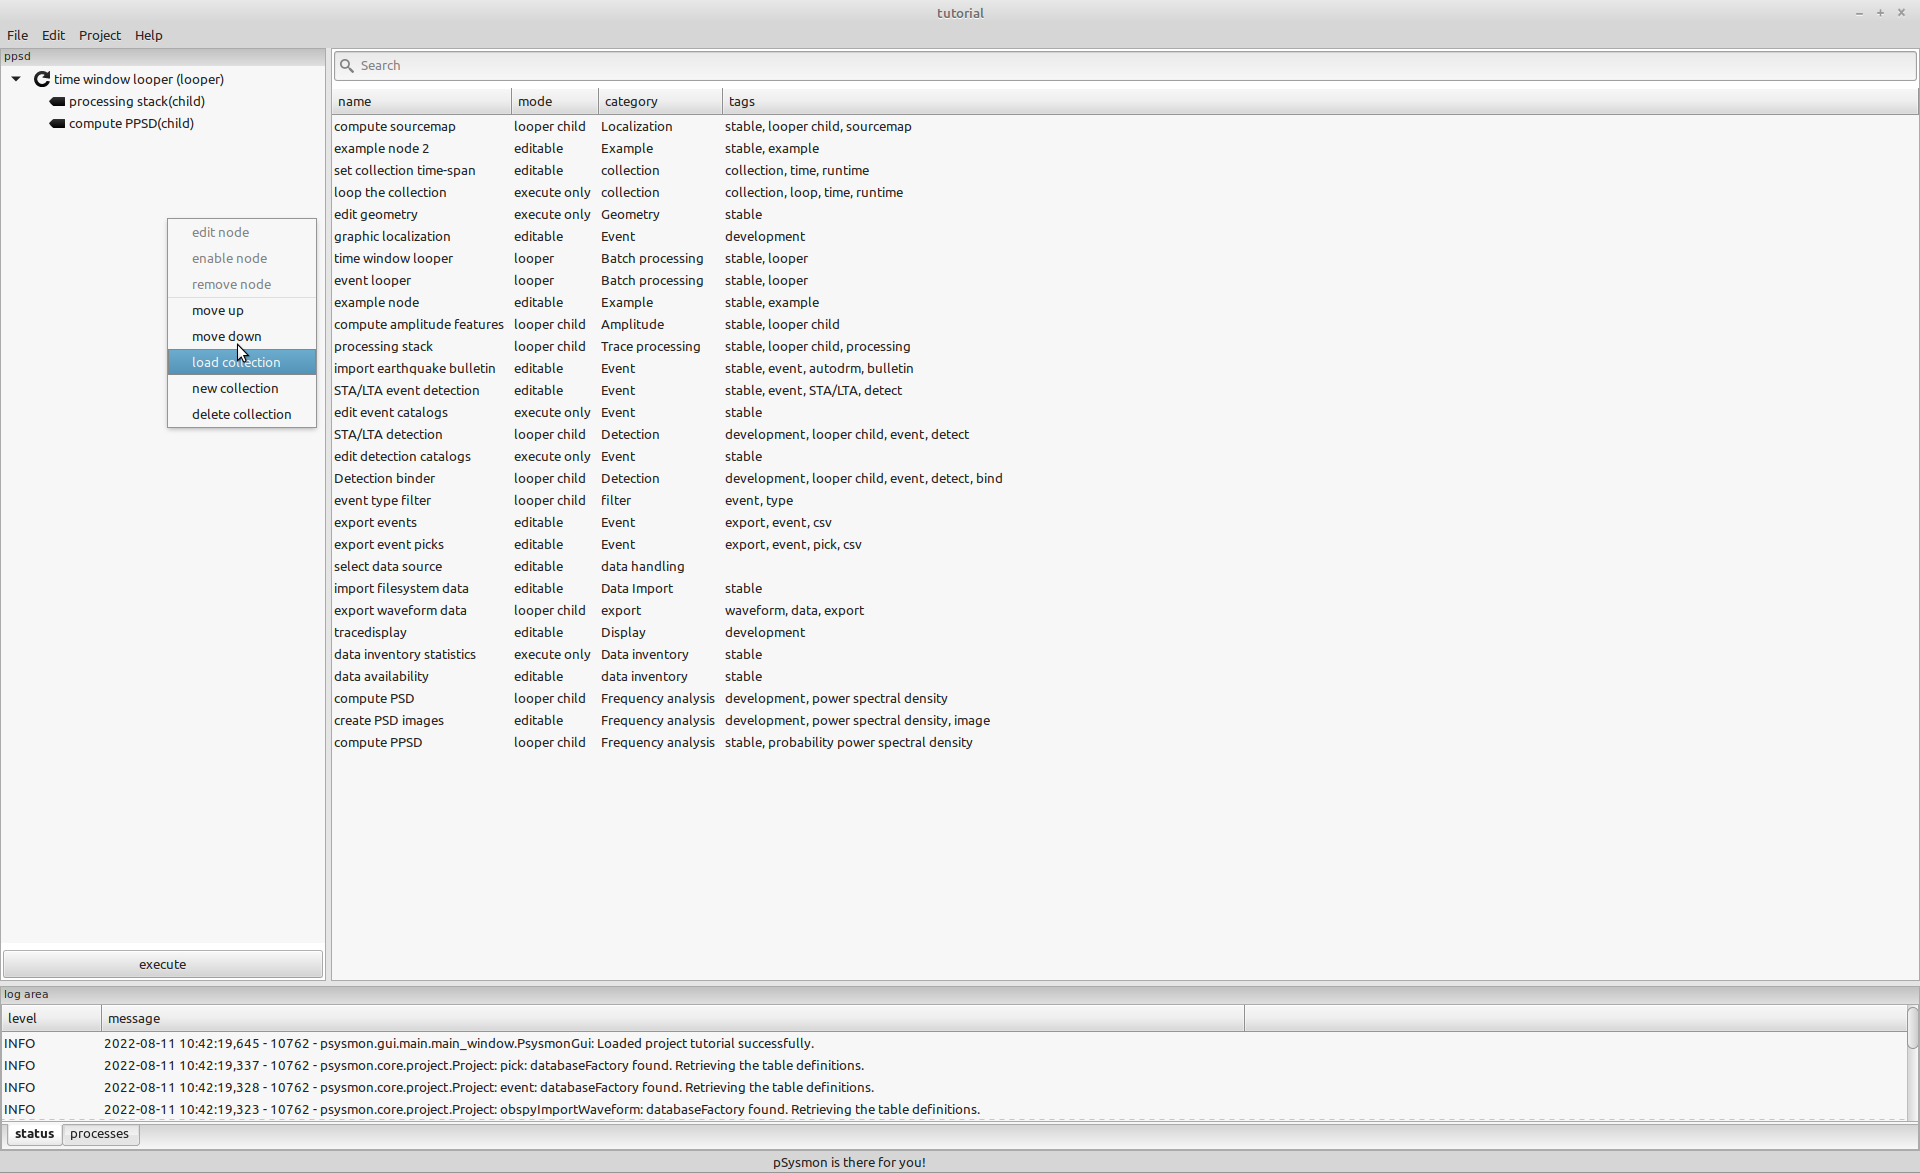 tutorial
File Edit Project Help
ppsd
time window looper (looper)
processing stack(child)
compute PPSD(child)
edit node
enable node
remove node
move up
move down
load collection
new collection
delete collection
execute
Search
name mode category tags
compute sourcemap looper child Localization stable, looper child, sourcemap
example node 2 editable Example stable, example
set collection time-span editable collection collection, time, runtime
loop the collection execute only collection collection, loop, time, runtime
edit geometry execute only Geometry stable
graphic localization editable Event development
time window looper looper Batch processing stable, looper
event looper looper Batch processing stable, looper
example node editable Example stable, example
compute amplitude features looper child Amplitude stable, looper child
processing stack looper child Trace processing stable, looper child, processing
import earthquake bulletin editable Event stable, event, autodrm, bulletin
STA/LTA event detection editable Event stable, event, STA/LTA, detect
edit event catalogs execute only Event stable
STA/LTA detection looper child Detection development, looper child, event, detect
edit detection catalogs execute only Event stable
Detection binder looper child Detection development, looper child, event, detect, bind
event type filter looper child filter event, type
export events editable Event export, event, csv
export event picks editable Event export, event, pick, csv
select data source editable data handling
import filesystem data editable Data Import stable
export waveform data looper child export waveform, data, export
tracedisplay editable Display development
data inventory statistics execute only Data inventory stable
data availability editable data inventory stable
compute PSD looper child Frequency analysis development, power spectral density
create PSD images editable Frequency analysis development, power spectral density, image
compute PPSD looper child Frequency analysis stable, probability power spectral density
log area
level message
INFO 2022-08-11 10:42:19,645 - 10762 - psysmon.gui.main.main_window.PsysmonGui: Loaded project tutorial successfully.
INFO 2022-08-11 10:42:19,337 - 10762 - psysmon.core.project.Project: pick: databaseFactory found. Retrieving the table definitions.
INFO 2022-08-11 10:42:19,328 - 10762 - psysmon.core.project.Project: event: databaseFactory found. Retrieving the table definitions.
INFO 2022-08-11 10:42:19,323 - 10762 - psysmon.core.project.Project: obspyImportWaveform: databaseFactory found. Retrieving the table definitions.
status processes
pSysmon is there for you!